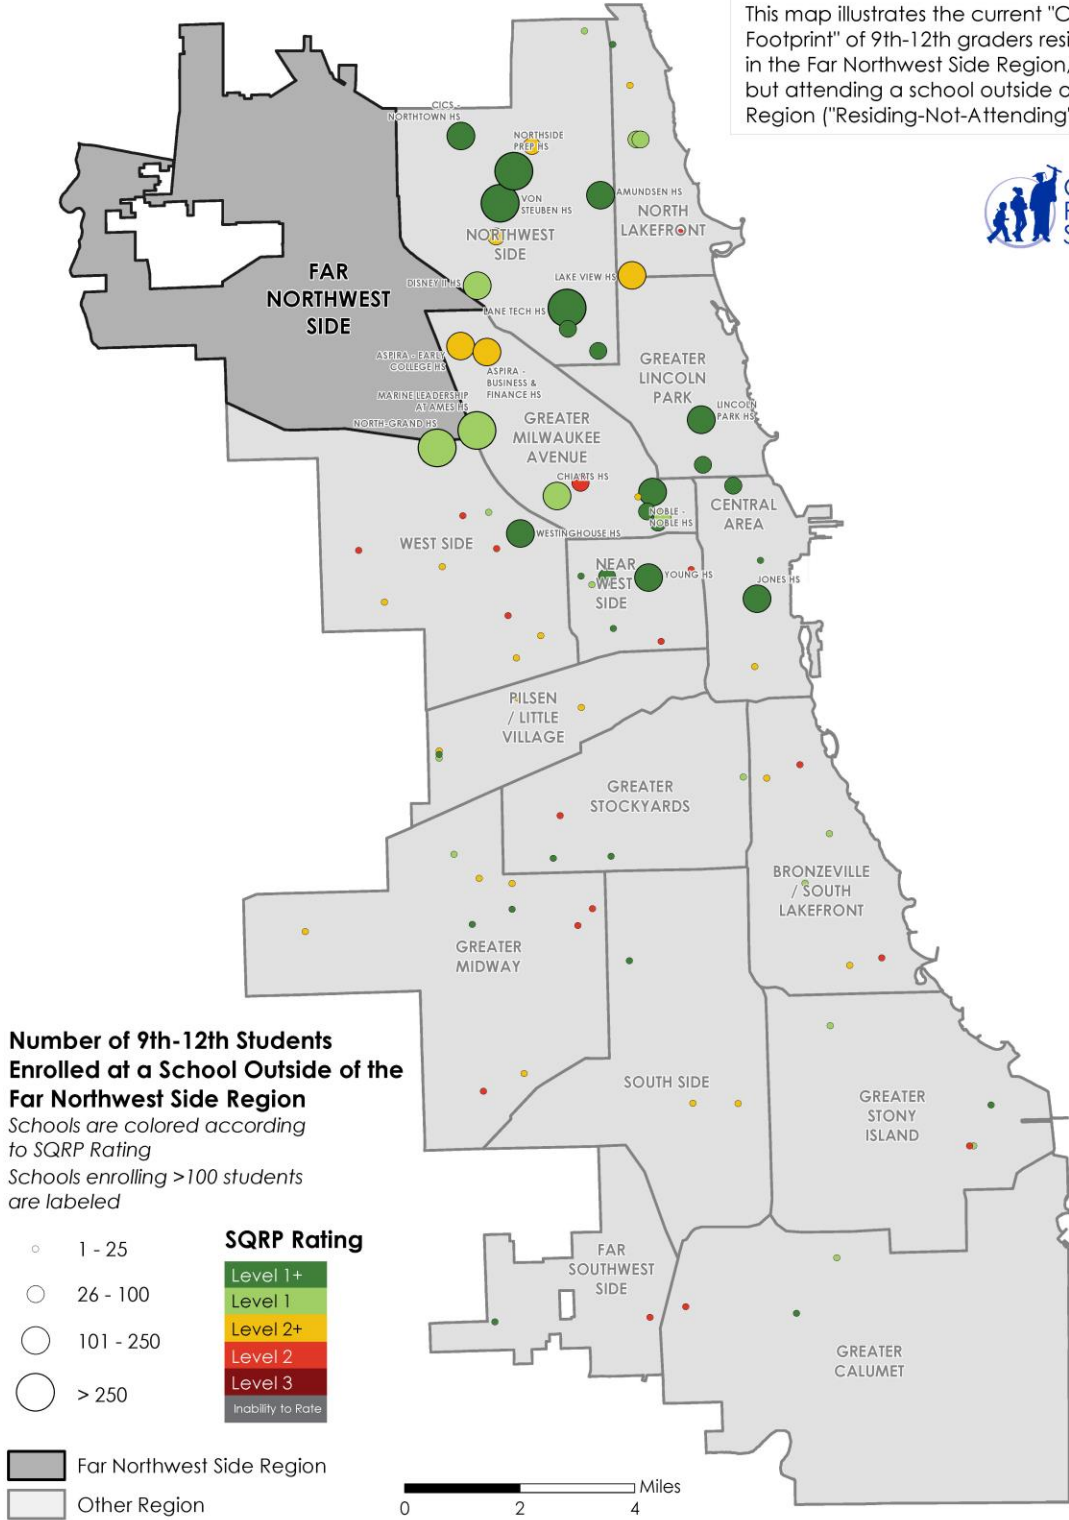 This map illustrates the current "C
Footprint" of 9th-12th graders resi
in the Far Northwest Side Region,
but attending a school outside o
Region ("Residing-Not-Attending"
CICS -
NORTHTOWN HS
NORTHSIDE
PREP HS
VON
STEUBEN HS
AMUNDSEN HS
NORTH
LAKEFRONT
NORTHWEST
SIDE
FAR
NORTHWEST
SIDE
DISNEY II HS
LAKE VIEW HS
LANE TECH HS
ASPIRA - EARLY
COLLEGE HS
ASPIRA -
BUSINESS &
FINANCE HS
GREATER
LINCOLN
PARK
MARINE LEADERSHIP
AT AMES HS
NORTH-GRAND HS
GREATER
MILWAUKEE
AVENUE
LINCOLN
PARK HS
CHIARTS HS
NOBLE -
NOBLE HS
CENTRAL
AREA
WEST SIDE
WESTINGHOUSE HS
NEAR
WEST
SIDE
YOUNG HS
JONES HS
PILSEN
/ LITTLE
VILLAGE
GREATER
STOCKYARDS
BRONZEVILLE
/ SOUTH
LAKEFRONT
GREATER
MIDWAY
SOUTH SIDE
GREATER
STONY
ISLAND
FAR
SOUTHWEST
SIDE
GREATER
CALUMET
Number of 9th-12th Students
Enrolled at a School Outside of the
Far Northwest Side Region
Schools are colored according
to SQRP Rating
Schools enrolling >100 students
are labeled
1 - 25
26 - 100
101 - 250
> 250
SQRP Rating
Level 1+
Level 1
Level 2+
Level 2
Level 3
Inability to Rate
Far Northwest Side Region
Other Region
Miles
0 2 4